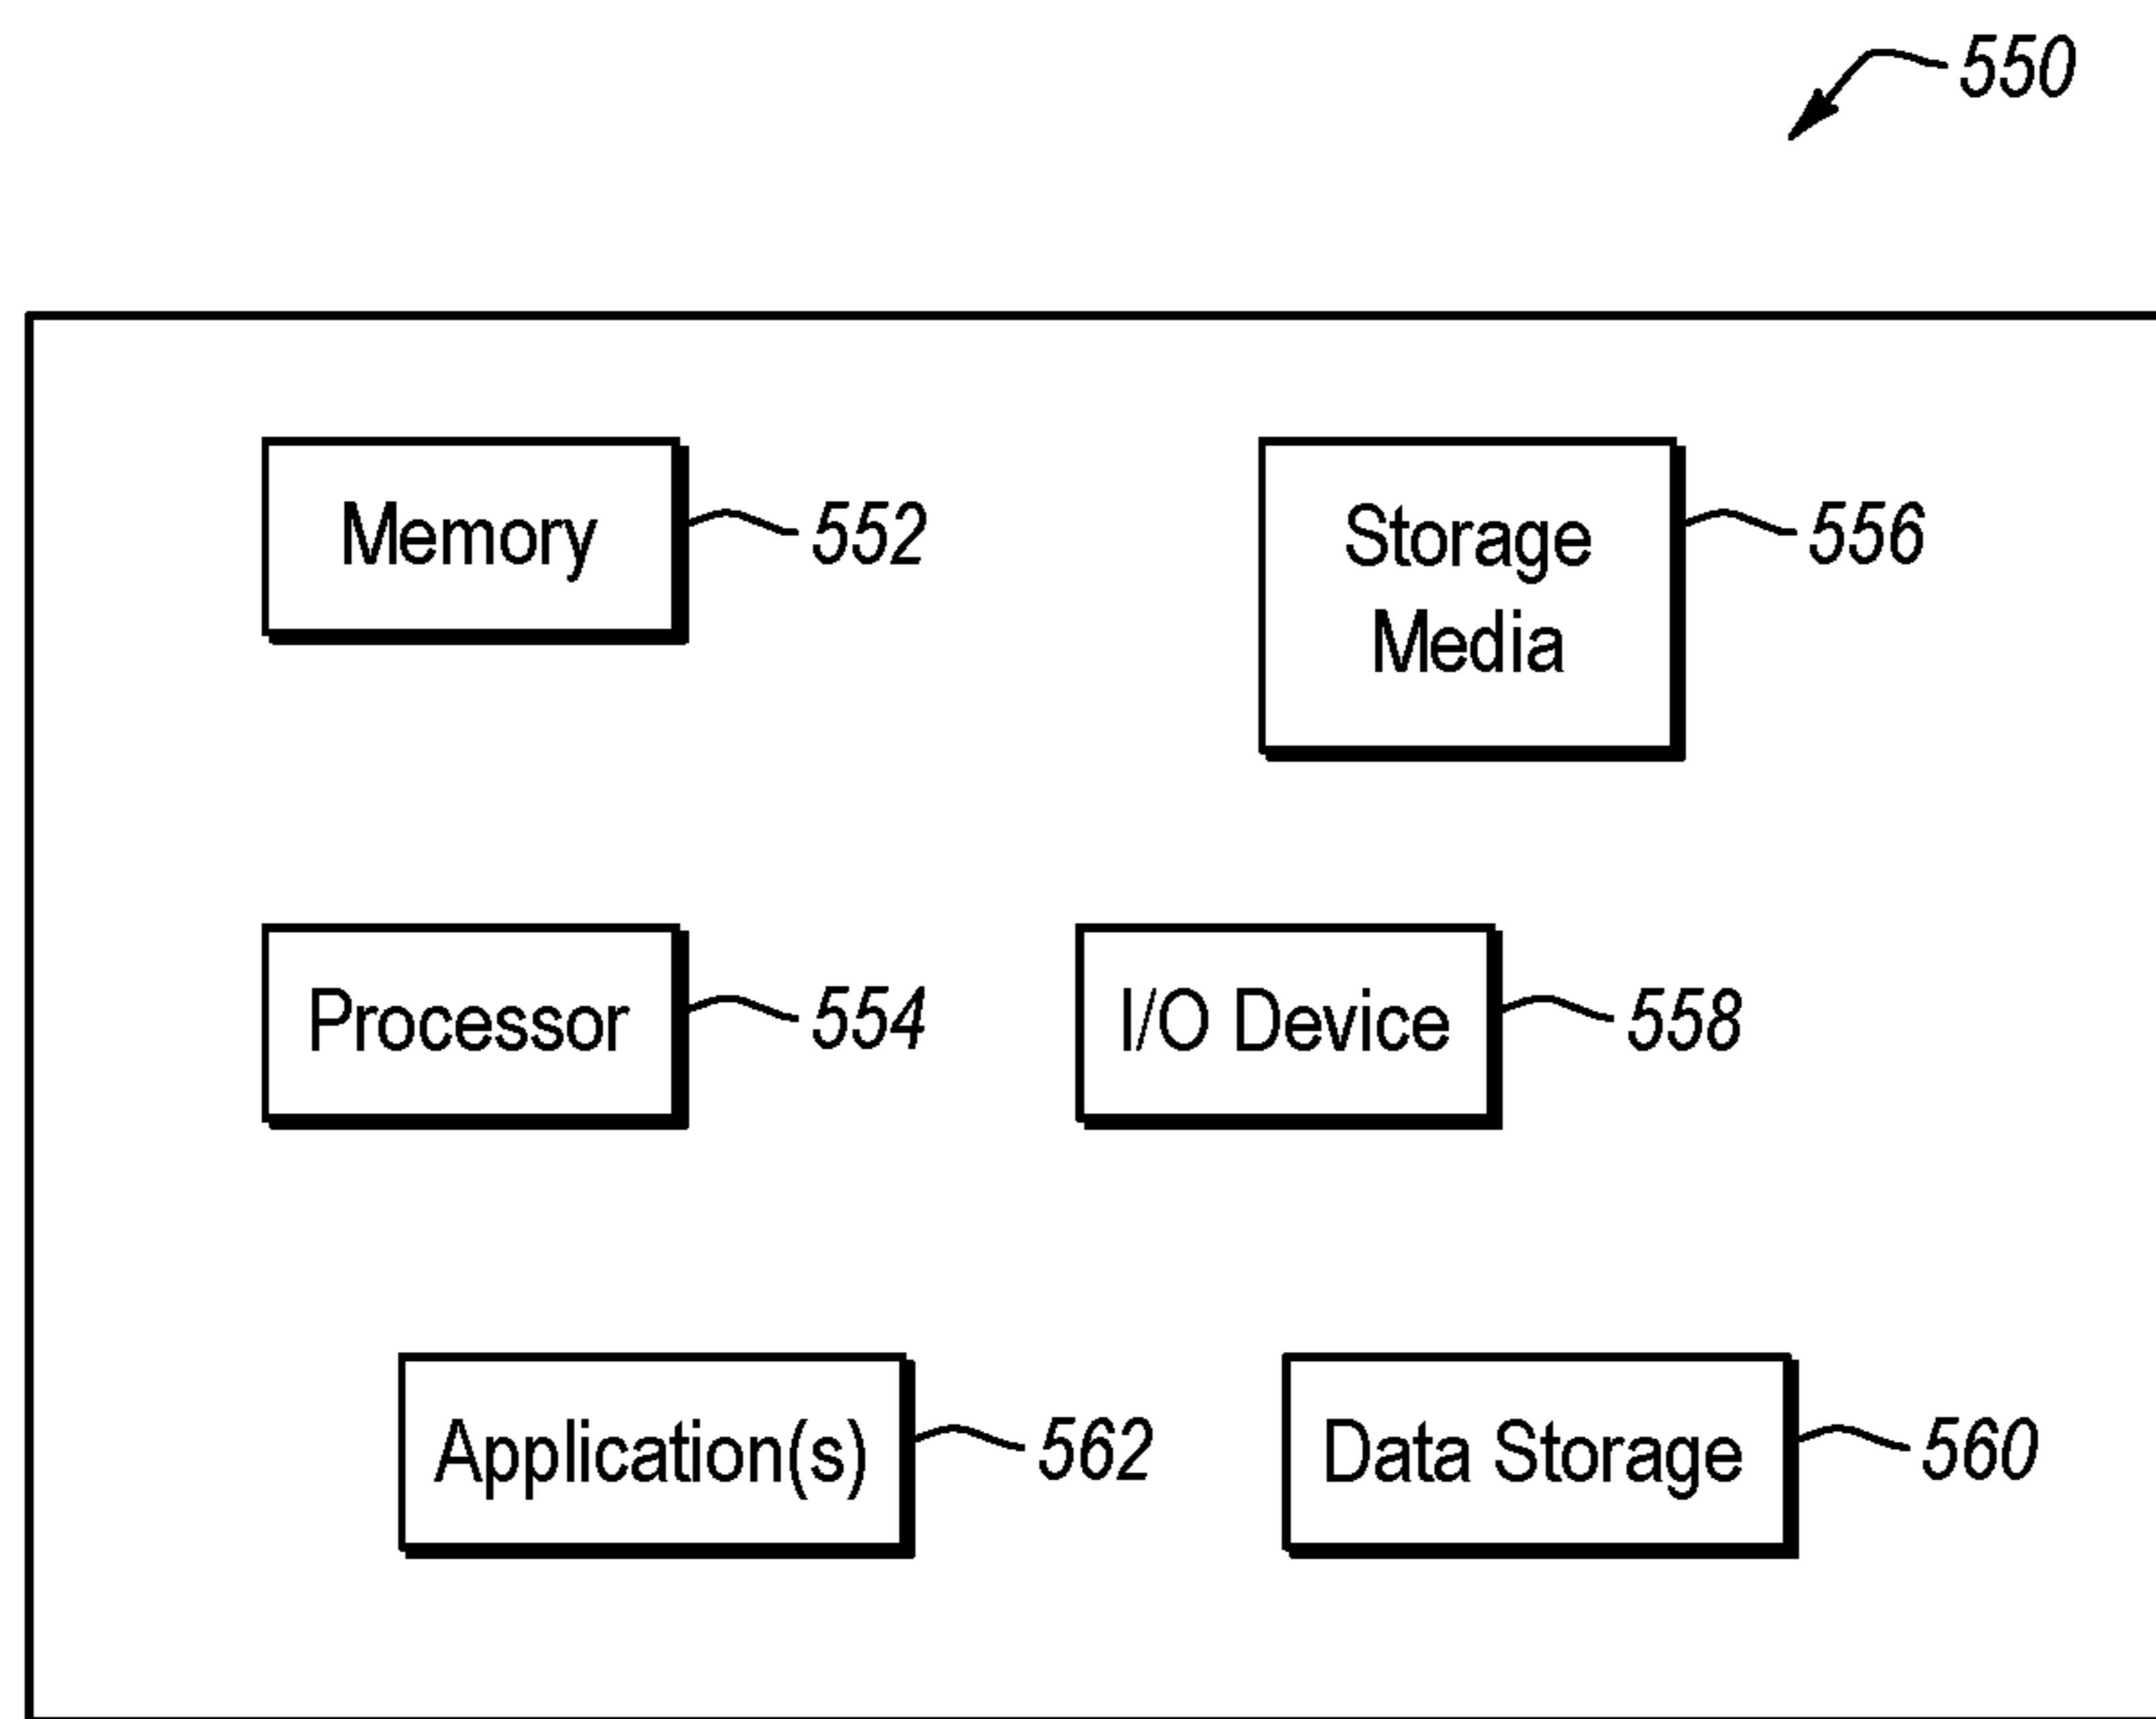 550
Memory 552
Storage 556
Media
Processor 554
I/O Device 558
Application(s) 562
Data Storage 560